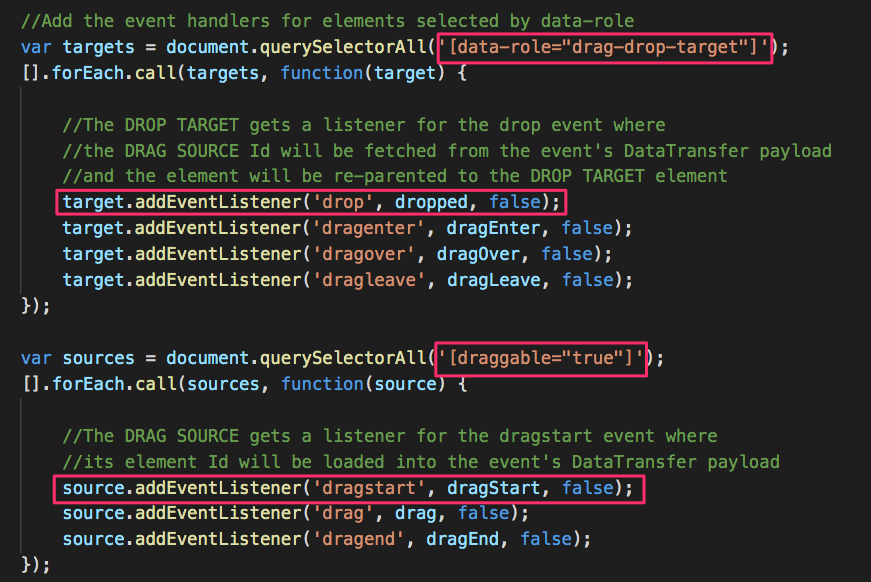 //Add the event handlers for elements selected by data-role
var targets = document.querySelectorAll('[data-role="drag-drop-target"]');
[].forEach.call(targets, function(target) {
//The DROP TARGET gets a listener for the drop event where
//the DRAG SOURCE Id will be fetched from the event's DataTransfer payload
//and the element will be re-parented to the DROP TARGET element
target.addEventListener('drop', dropped, false);
target.addEventListener('dragenter', dragEnter, false);
target.addEventListener('dragover', dragOver, false);
target.addEventListener('dragleave', dragLeave, false);
});
var sources = document.querySelectorAll('[draggable="true"]');
[].forEach.call(sources, function(source) {
//The DRAG SOURCE gets a listener for the dragstart event where
//its element Id will be loaded into the event's DataTransfer payload
source.addEventListener('dragstart', dragStart, false);
source.addEventListener('drag', drag, false);
source.addEventListener('dragend', dragEnd, false);
});